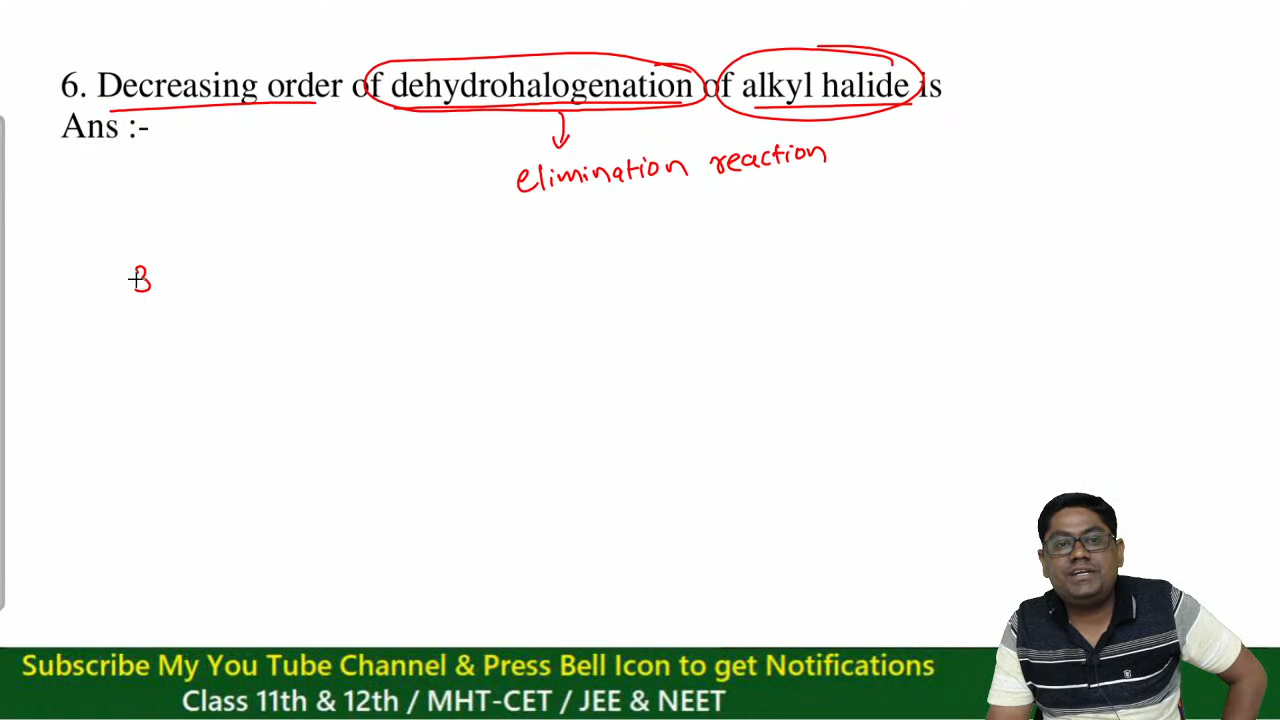 6. Decreasing order of dehydrohalogenation of alkyl halide is
Ans :-
elimination reaction
B
Subscribe My You Tube Channel & Press Bell Icon to get Notifications
Class 11th & 12th / MHT-CET / JEE & NEET